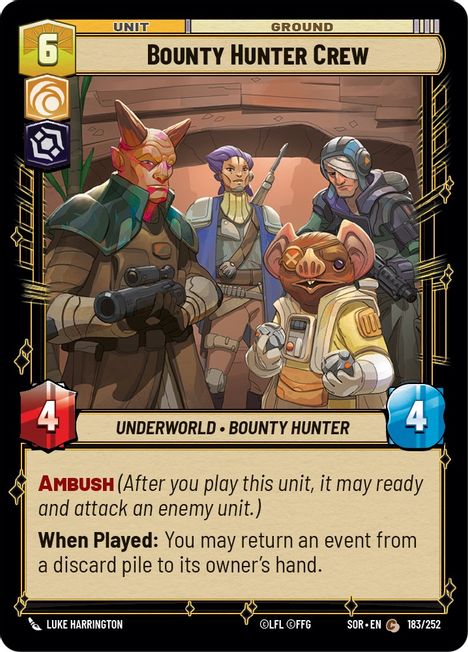 UNIT GROUND
6 BOUNTY HUNTER CREW
4 4
UNDERWORLD • BOUNTY HUNTER
AMBUSH (After you play this unit, it may ready
and attack an enemy unit.)
When Played: You may return an event from
a discard pile to its owner's hand.
LUKE HARRINGTON ©LFL ©FFG SOR • EN C 183/252